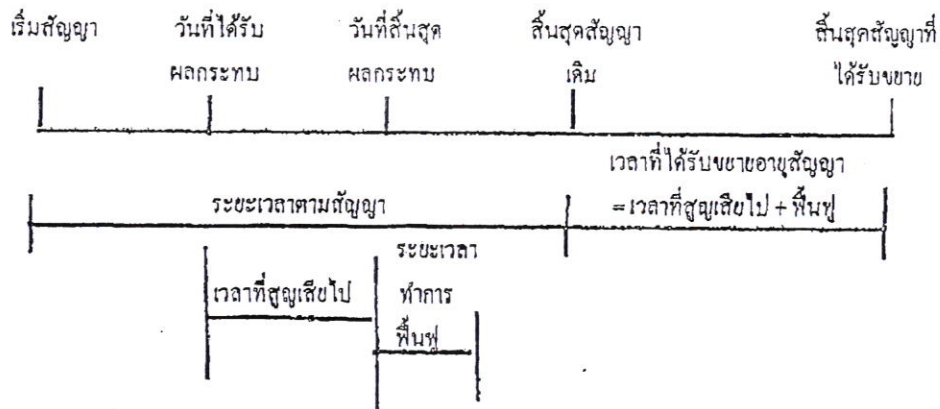 เริ่มสัญญา วันที่ได้รับ วันที่สิ้นสุด สิ้นสุดสัญญา สิ้นสุดสัญญาที่
ผลกระทบ ผลกระทบ เดิม ได้รับขยาย
เวลาที่ได้รับขยายอายุสัญญา
ระยะเวลาตามสัญญา =เวลาที่สูญเสียไป + ฟื้นฟู
ระยะเวลา
เวลาที่สูญเสียไป ทำการ
ฟื้นฟู